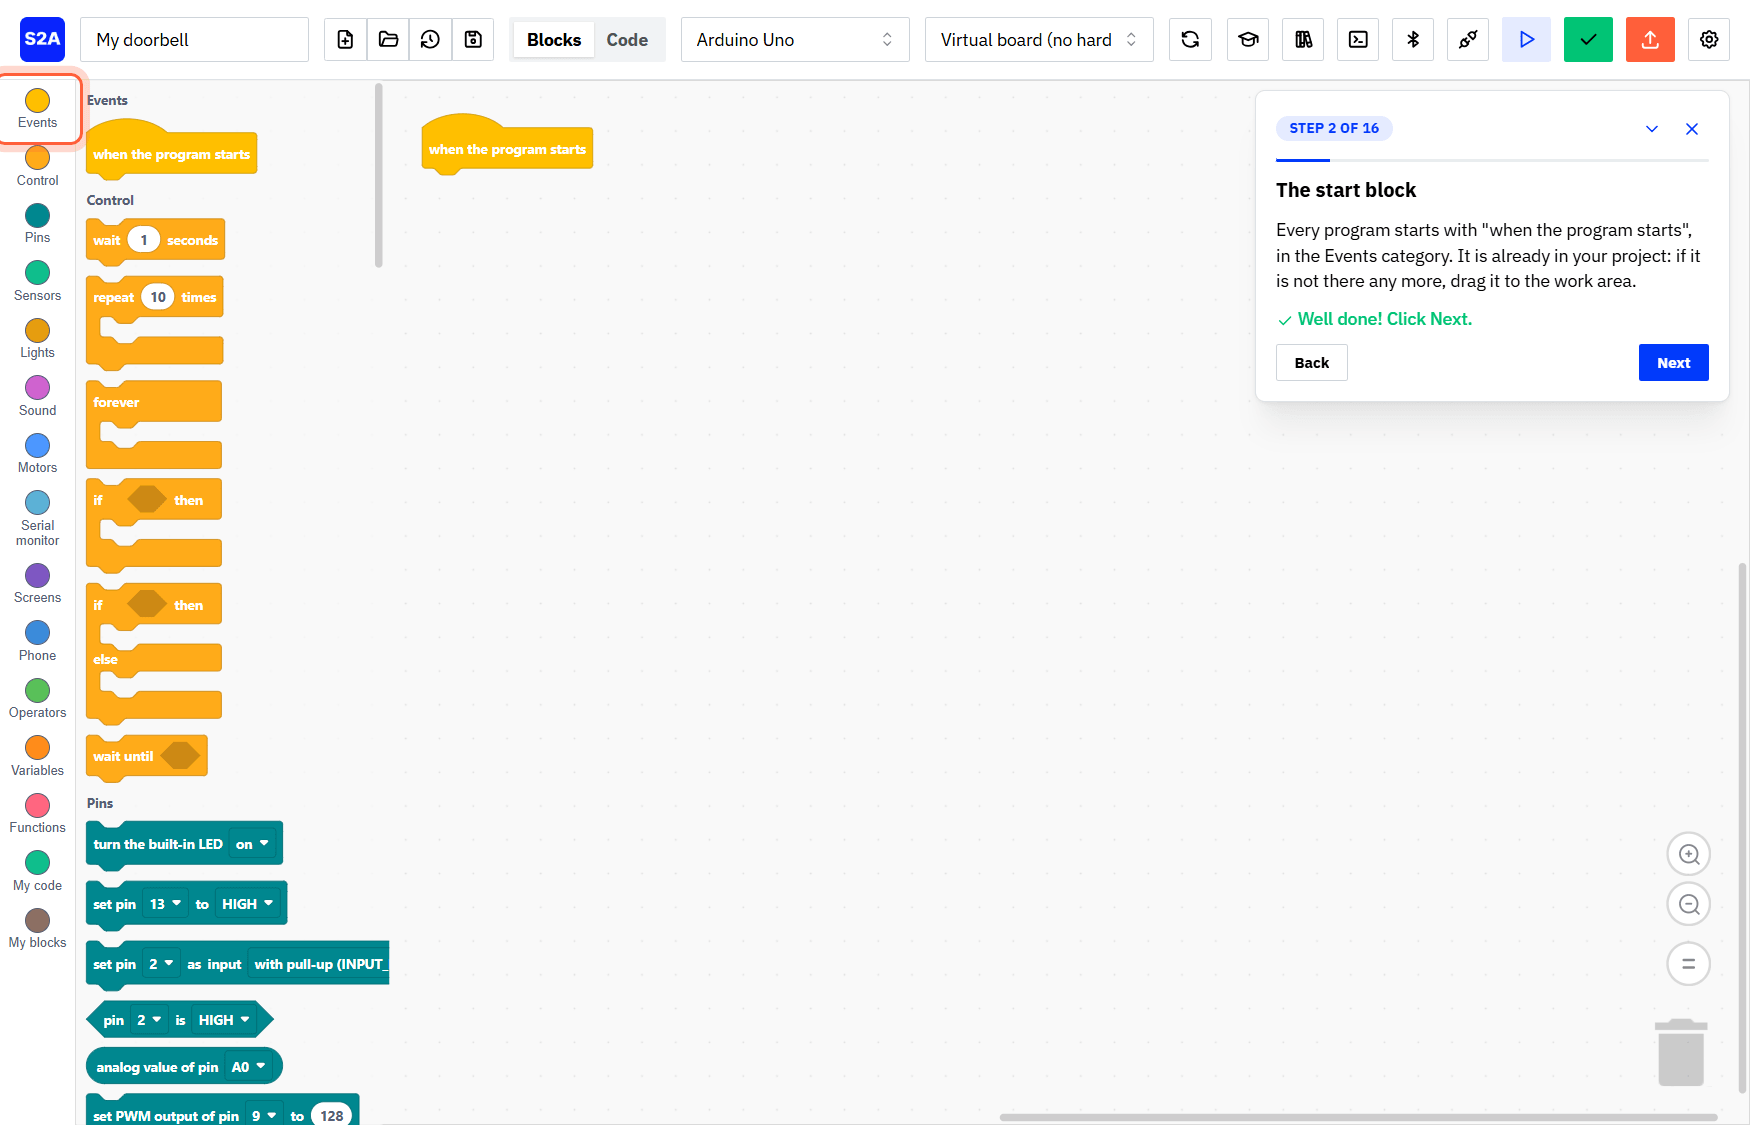 S2A
My doorbell
Blocks
Code
Arduino Uno
Virtual board (no hard
Events
Control
Pins
Sensors
Lights
Sound
Motors
Serial
monitor
Screens
Phone
Operators
Variables
Functions
My code
My blocks
Events
when the program starts
Control
wait 1 seconds
repeat 10 times
forever
if then
if then
else
wait until
Pins
turn the built-in LED on
set pin 13 to HIGH
set pin 2 as input with pull-up (INPUT_
pin 2 is HIGH
analog value of pin A0
set PWM output of pin 9 to 128
when the program starts
STEP 2 OF 16
The start block
Every program starts with "when the program starts",
in the Events category. It is already in your project: if it
is not there any more, drag it to the work area.
Well done! Click Next.
Back
Next